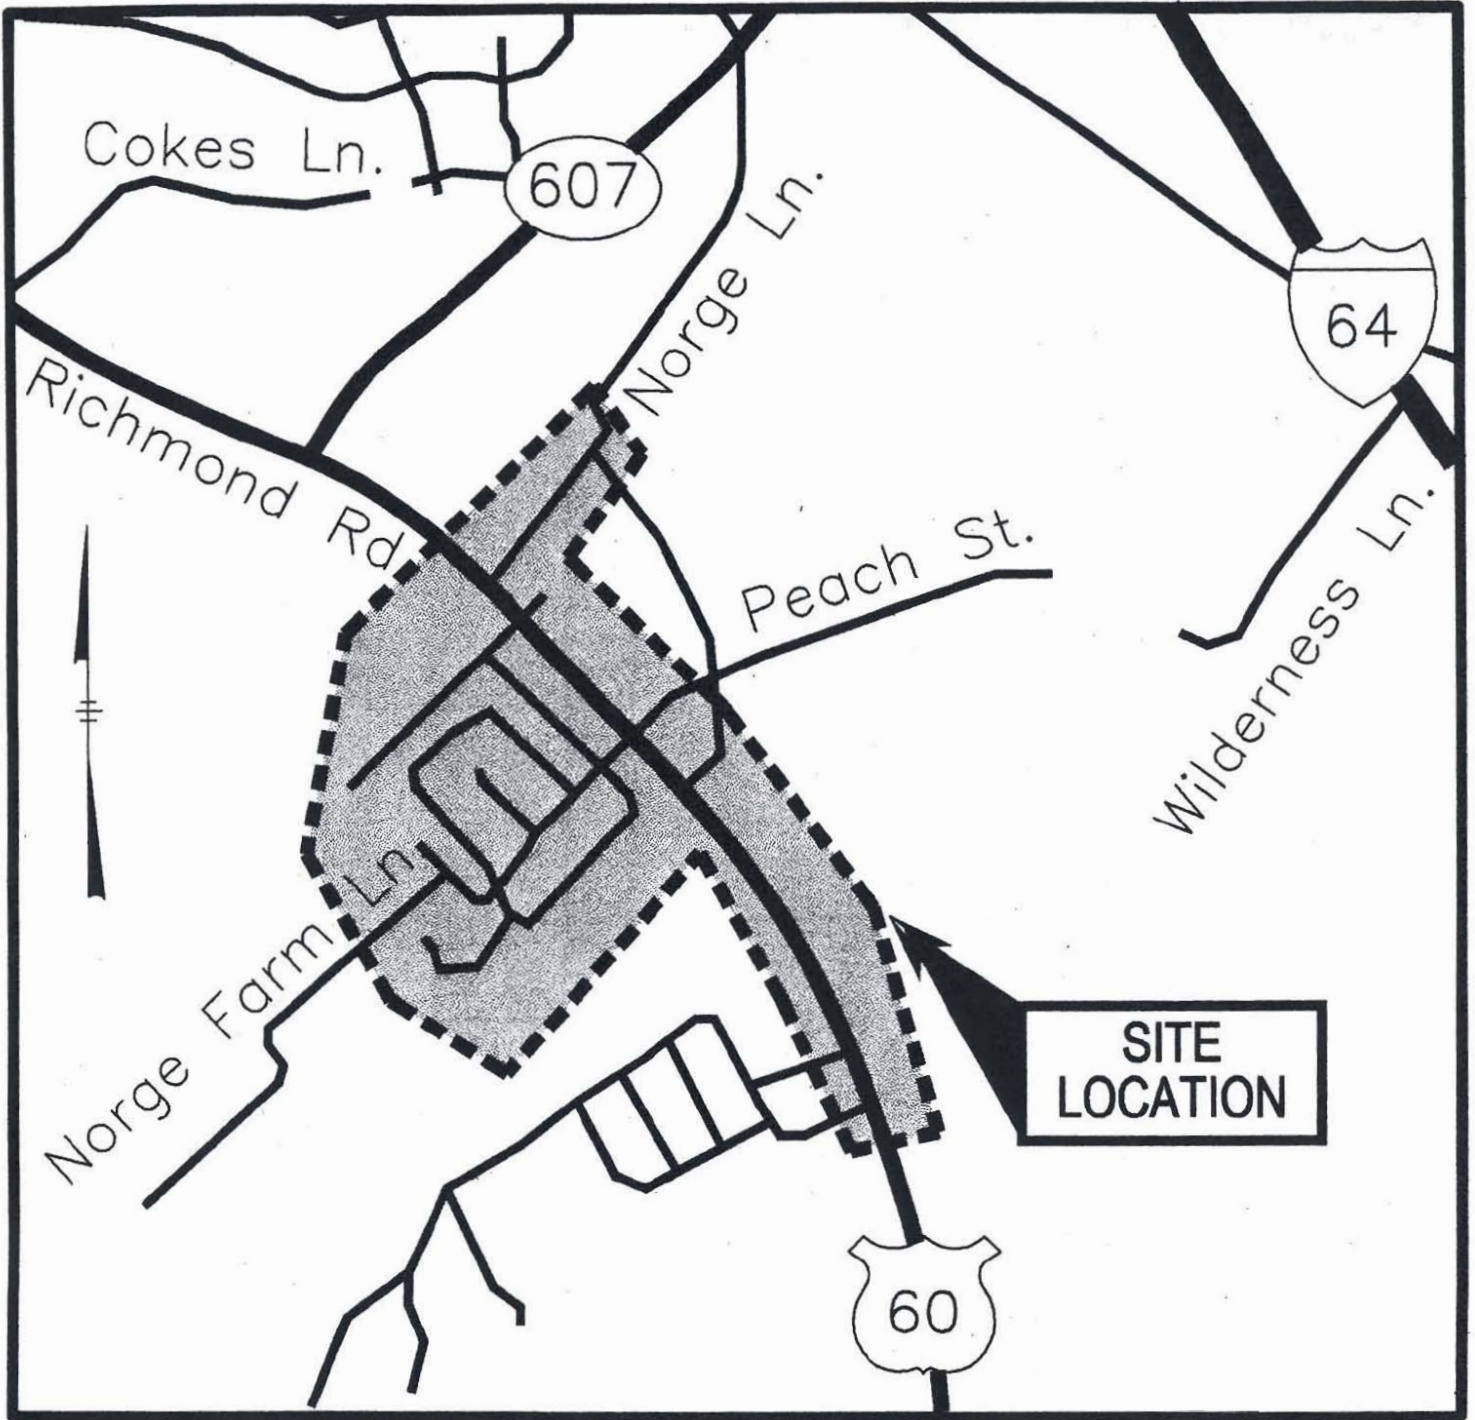 Cokes Ln.
607
Norge Ln.
64
Richmond Rd.
Peach St.
Wilderness Ln.
Norge Farm Ln
SITE
LOCATION
60